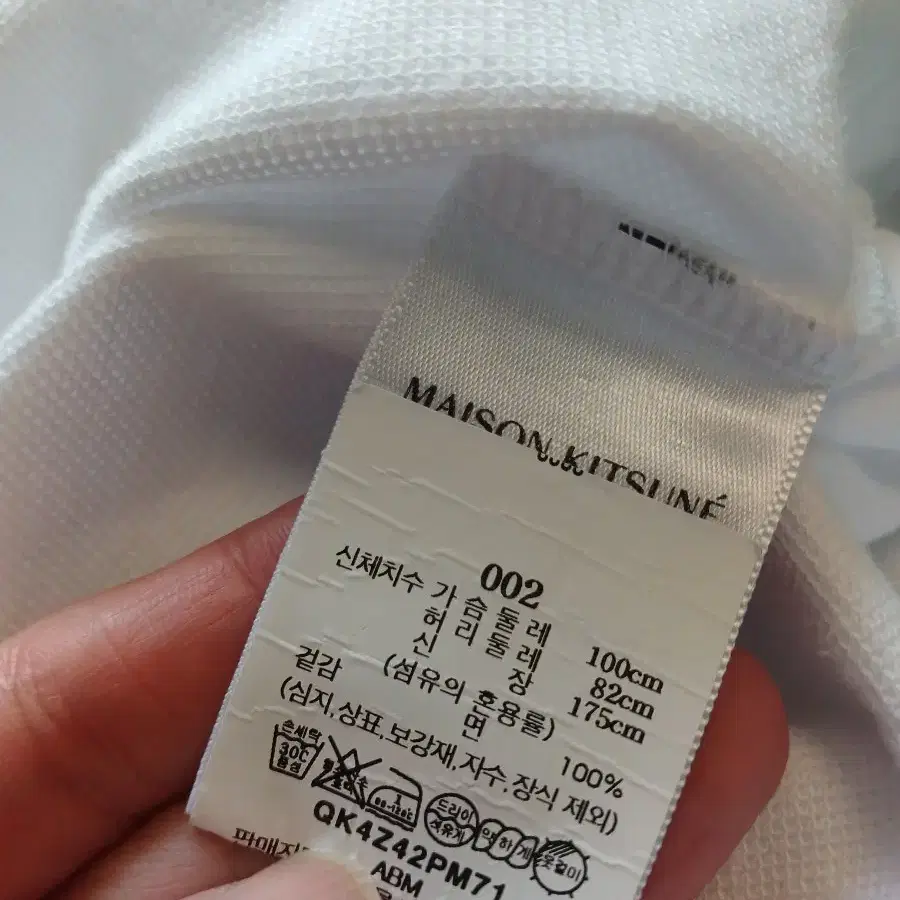 MAISON KITSUNÉ
002
신체치수 가슴둘레 100cm
허리둘레 82cm
신장 175cm
겉감 (섬유의 혼용률)
면 100%
(심지,상표,보강재,자수,장식 제외)
손세탁
30℃
중성
80~120℃
드라이
석유계
약하게
옷걸이
QK4Z42PM71
ABM